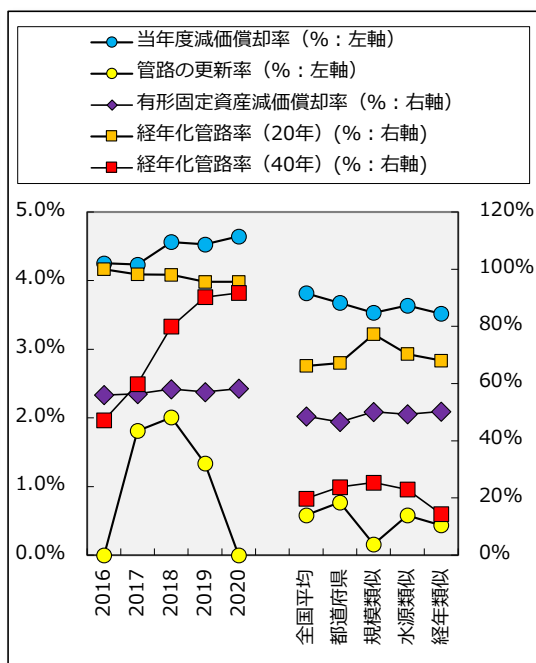 当年度減価償却率（%：左軸）
管路の更新率（%：左軸）
有形固定資産減価償却率（%：右軸）
経年化管路率（20年）(%：右軸)
経年化管路率（40年）(%：右軸)
5.0%
4.0%
3.0%
2.0%
1.0%
0.0%
120%
100%
80%
60%
40%
20%
0%
2016
2017
2018
2019
2020
全国平均
都道府県
規模類似
水源類似
経年類似